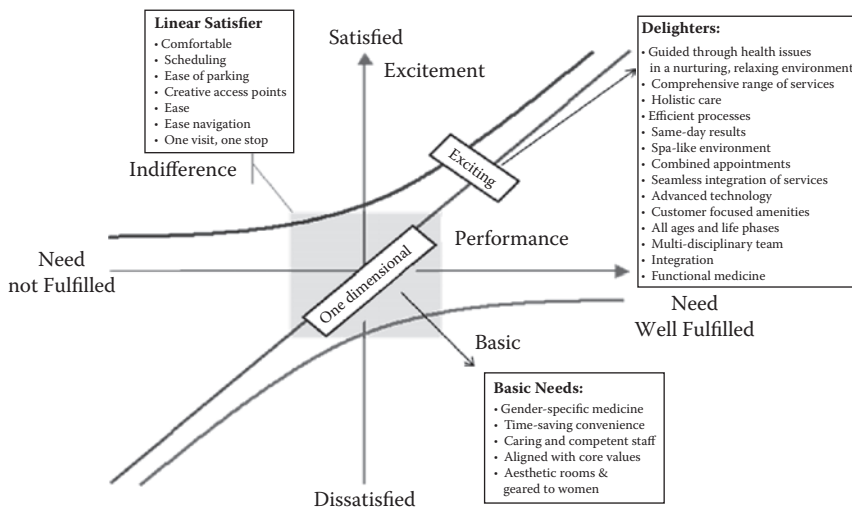 Linear Satisfier
• Comfortable
• Scheduling
• Ease of parking
• Creative access points
• Ease
• Ease navigation
• One visit, one stop
Indifference
Satisfied
Excitement
Delighters:
• Guided through health issues
in a nurturing, relaxing environment
• Comprehensive range of services
• Holistic care
• Efficient processes
• Same-day results
• Spa-like environment
• Combined appointments
• Seamless integration of services
• Advanced technology
• Customer focused amenities
• All ages and life phases
• Multi-disciplinary team
• Integration
• Functional medicine
Exciting
Performance
One dimensional
Need
not Fulfilled
Need
Well Fulfilled
Basic
Basic Needs:
• Gender-specific medicine
• Time-saving convenience
• Caring and competent staff
• Aligned with core values
• Aesthetic rooms &
geared to women
Dissatisfied